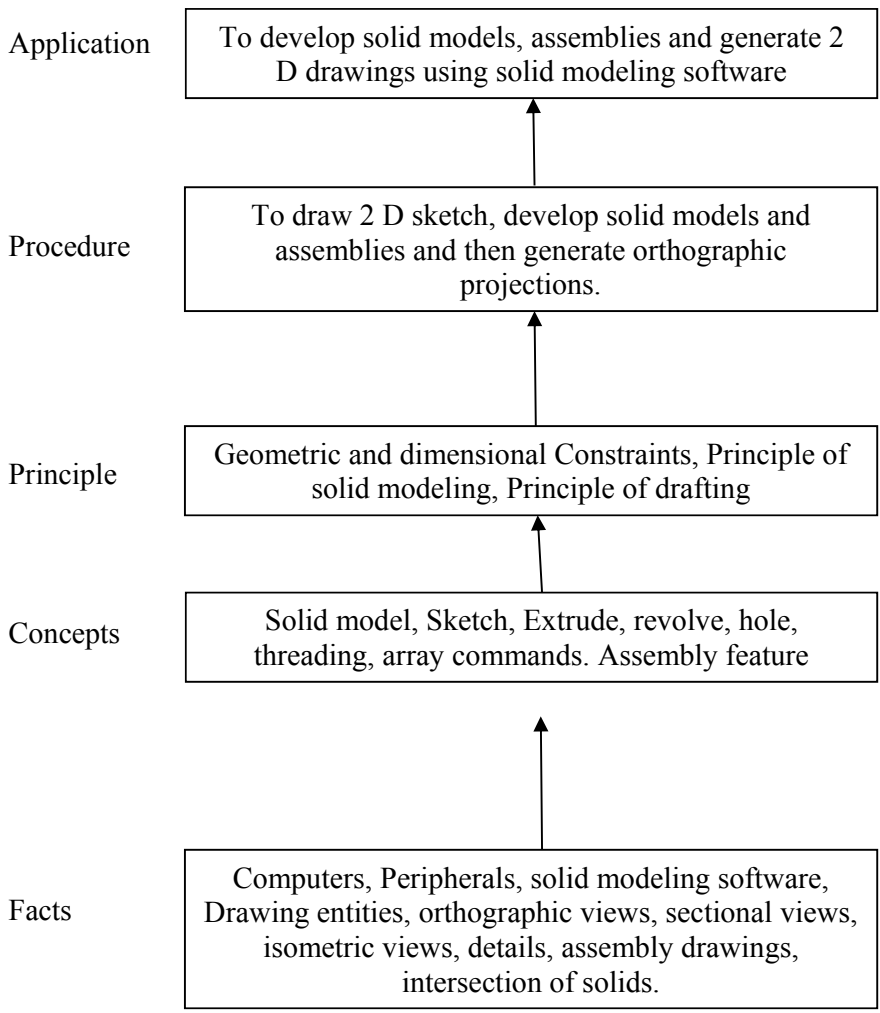 Application
To develop solid models, assemblies and generate 2
D drawings using solid modeling software
Procedure
To draw 2 D sketch, develop solid models and
assemblies and then generate orthographic
projections.
Principle
Geometric and dimensional Constraints, Principle of
solid modeling, Principle of drafting
Concepts
Solid model, Sketch, Extrude, revolve, hole,
threading, array commands. Assembly feature
Facts
Computers, Peripherals, solid modeling software,
Drawing entities, orthographic views, sectional views,
isometric views, details, assembly drawings,
intersection of solids.